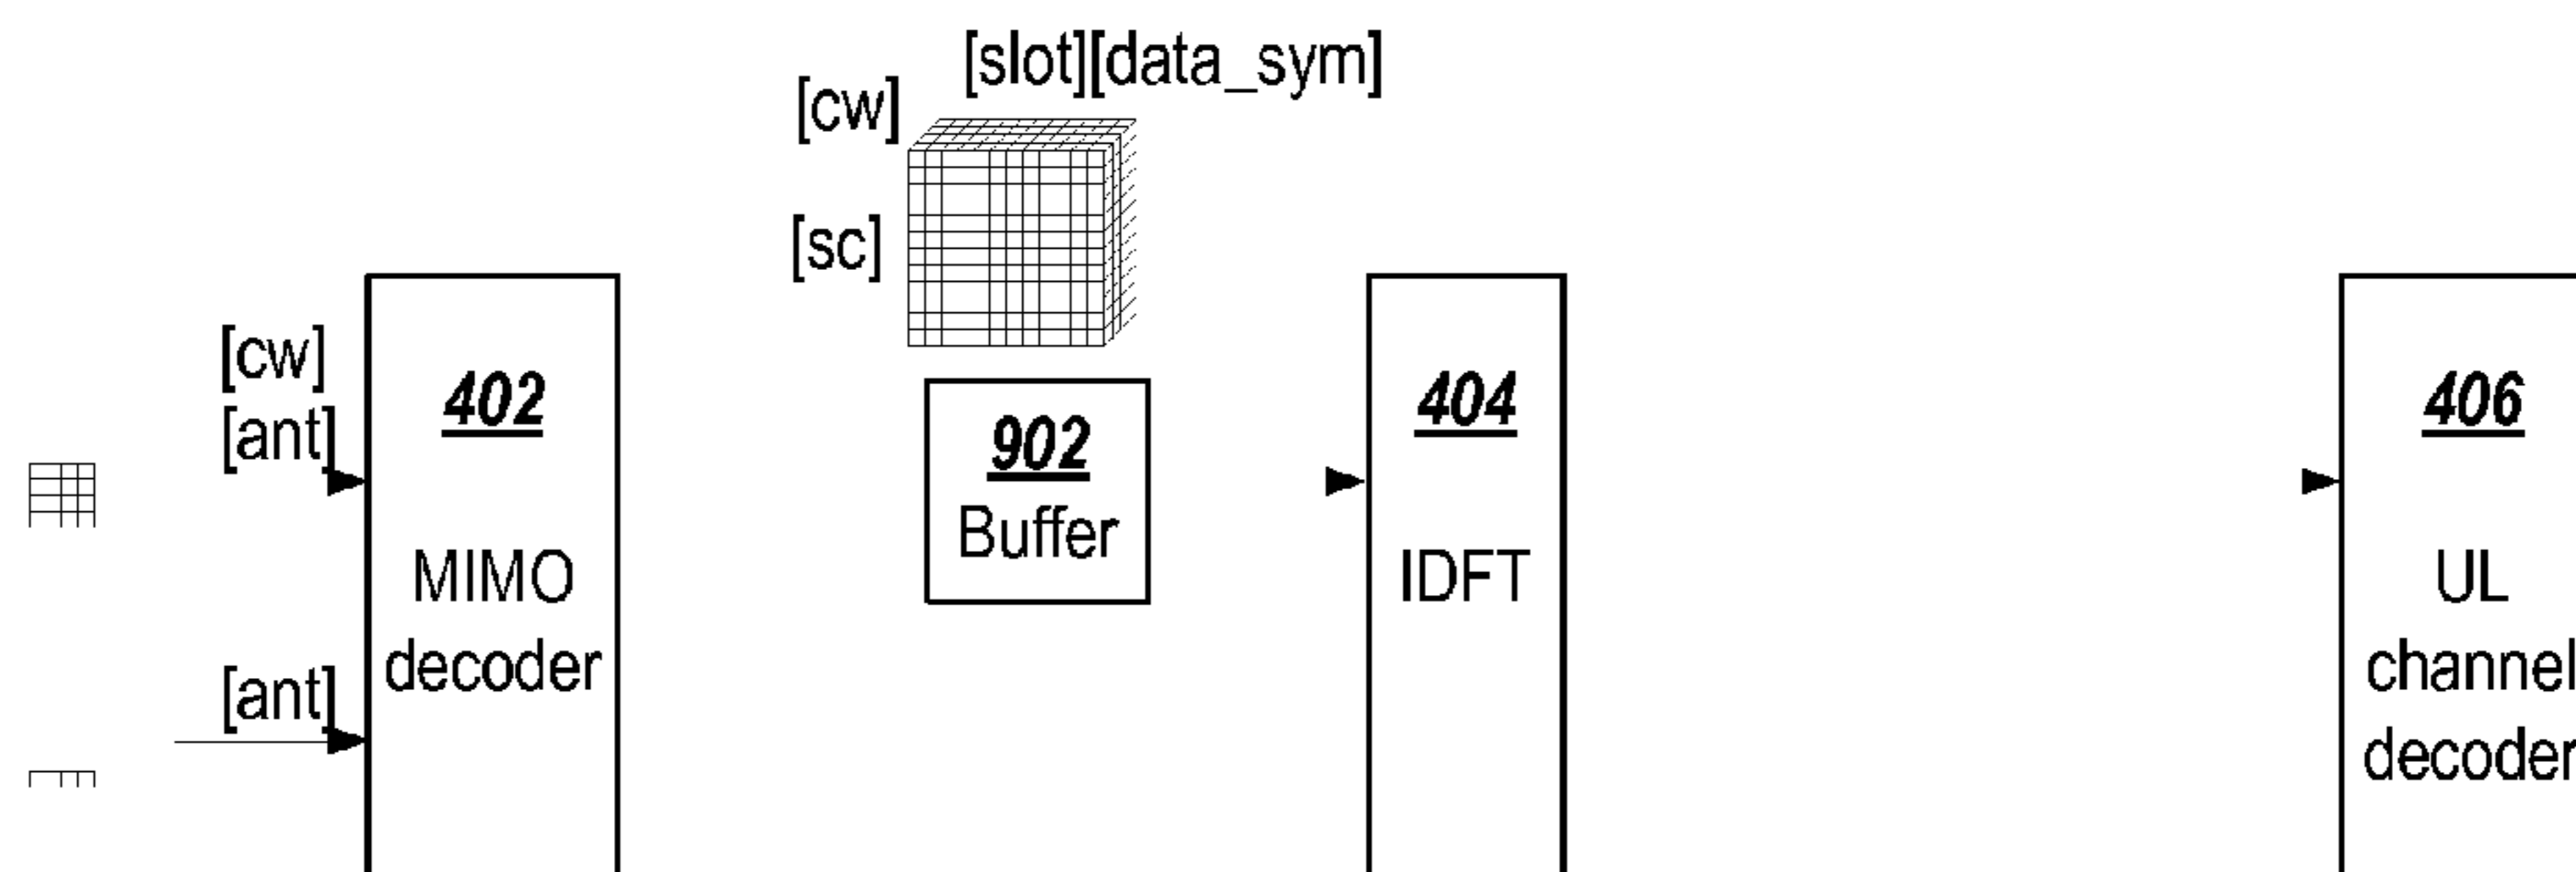 [slot][data_sym]
[cw]
[sc]
[cw]
[ant]
[ant]
402
MIMO
decoder
902
Buffer
404
IDFT
406
UL
channel
decoder